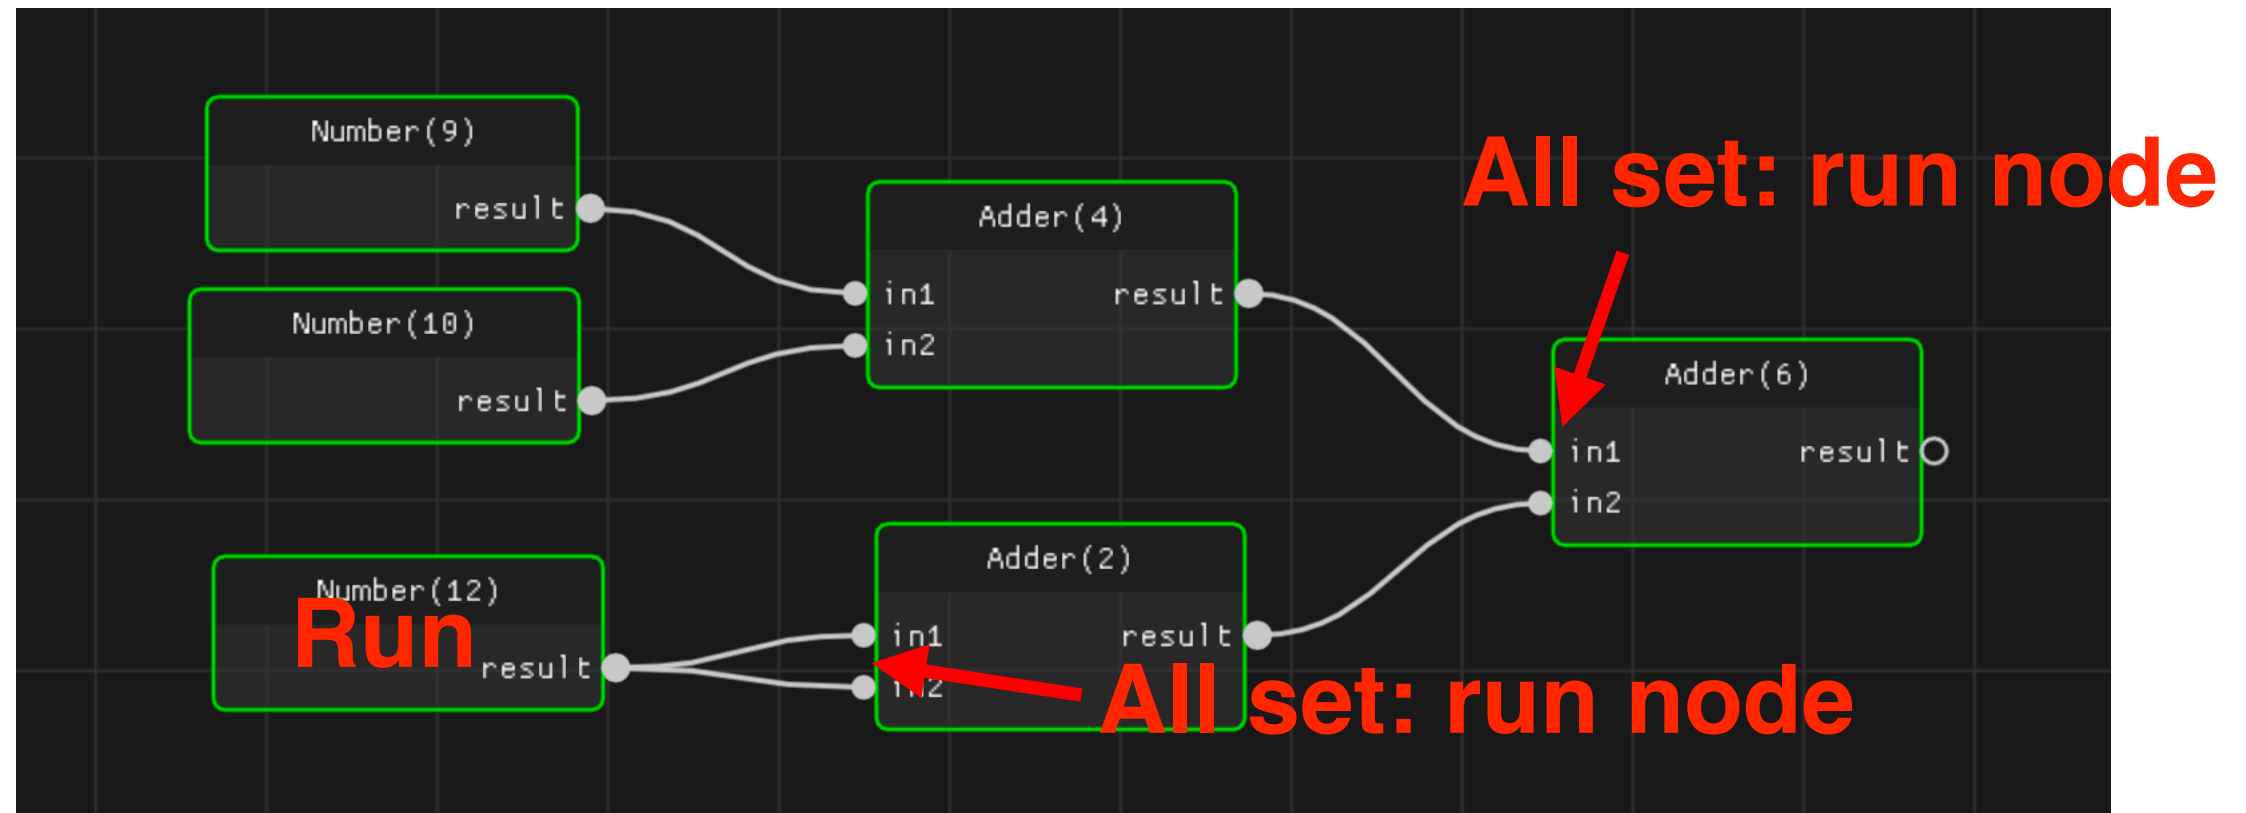 Number(9)
result
Number(10)
result
Adder(4)
in1 result
in2
All set: run node
Adder(6)
in1 result
in2
Number(12)
Run
result
Adder(2)
in1 result
in2
All set: run node